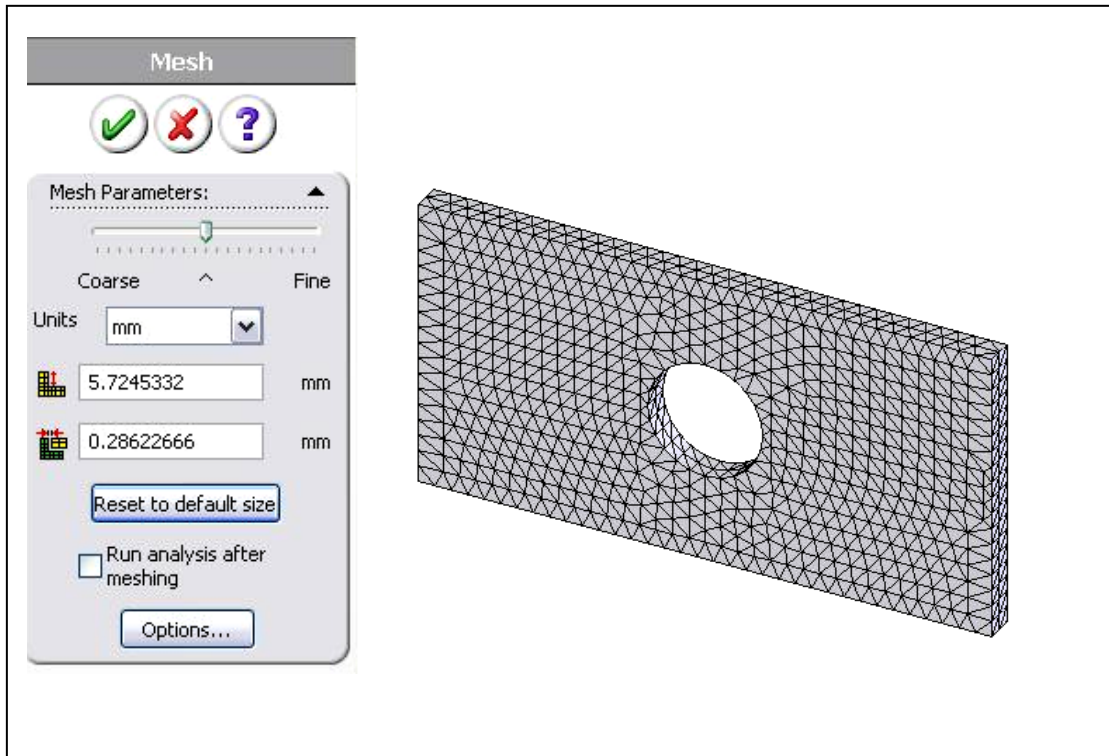 Mesh
?
Mesh Parameters:
Coarse ^ Fine
Units mm
5.7245332 mm
0.28622666 mm
Reset to default size
Run analysis after
meshing
Options...